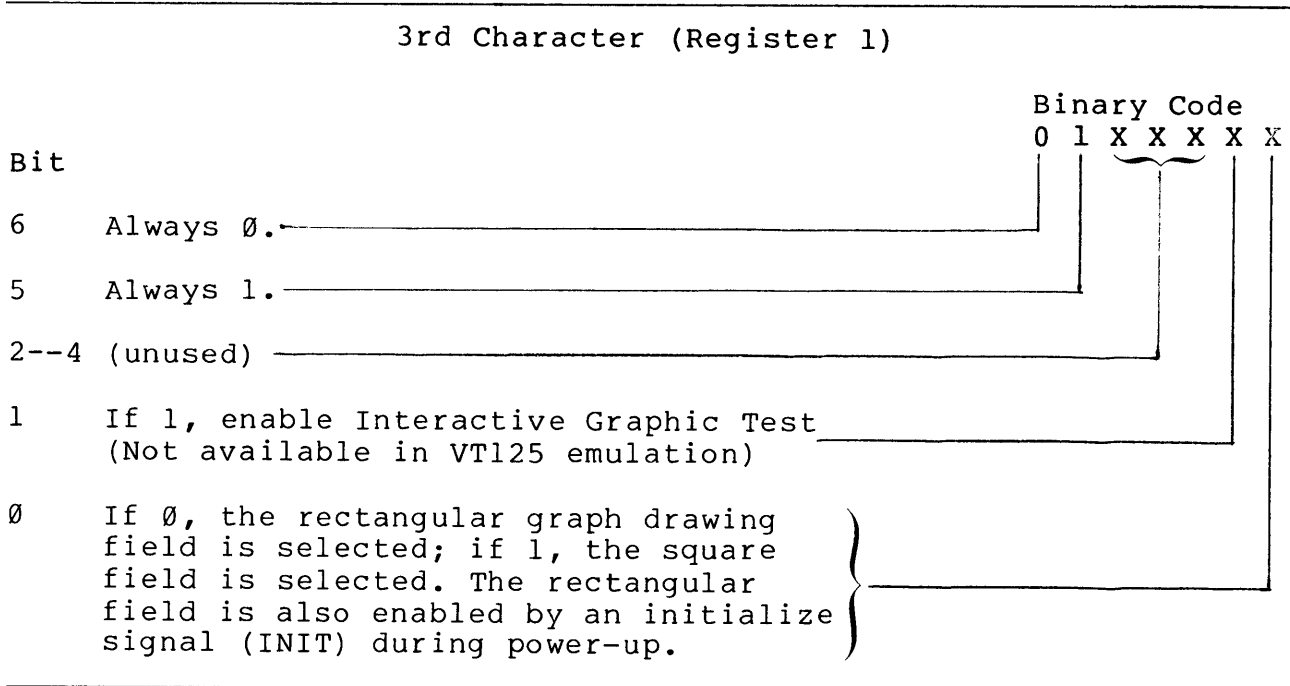 3rd Character (Register 1)
Binary Code
0 1 X X X X X
Bit
6 Always Ø.
5 Always 1.
2--4 (unused)
1 If 1, enable Interactive Graphic Test
(Not available in VT125 emulation)
Ø If Ø, the rectangular graph drawing
field is selected; if 1, the square
field is selected. The rectangular
field is also enabled by an initialize
signal (INIT) during power-up.